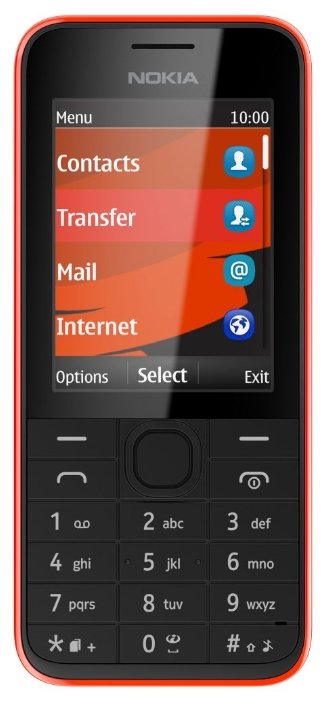 NOKIA
Menu 10:00
Contacts
Transfer
Mail
Internet
Options Select Exit
1 2 abc 3 def
4 ghi 5 jkl 6 mno
7 pqrs 8 tuv 9 wxyz
* + 0 #